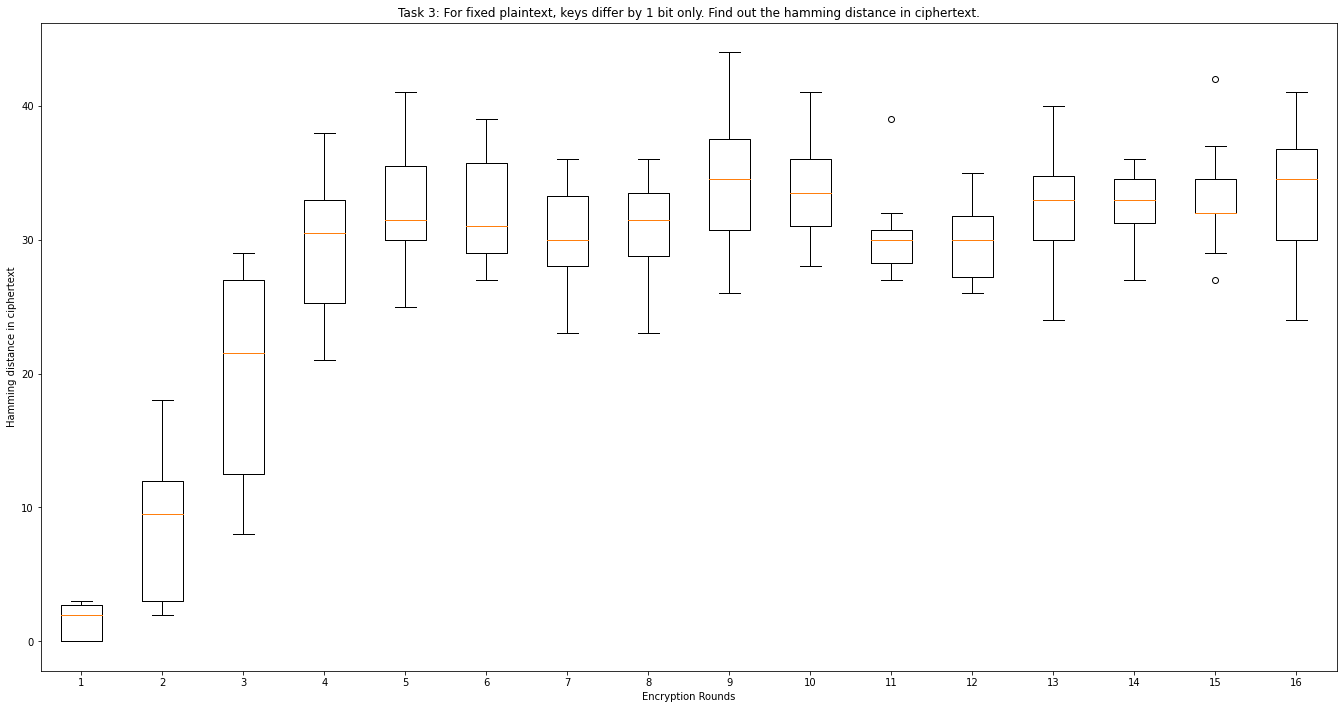 Task 3: For fixed plaintext, keys differ by 1 bit only. Find out the hamming distance in ciphertext.
Hamming distance in ciphertext
40
30
20
10
0
1 2 3 4 5 6 7 8 9 10 11 12 13 14 15 16
Encryption Rounds